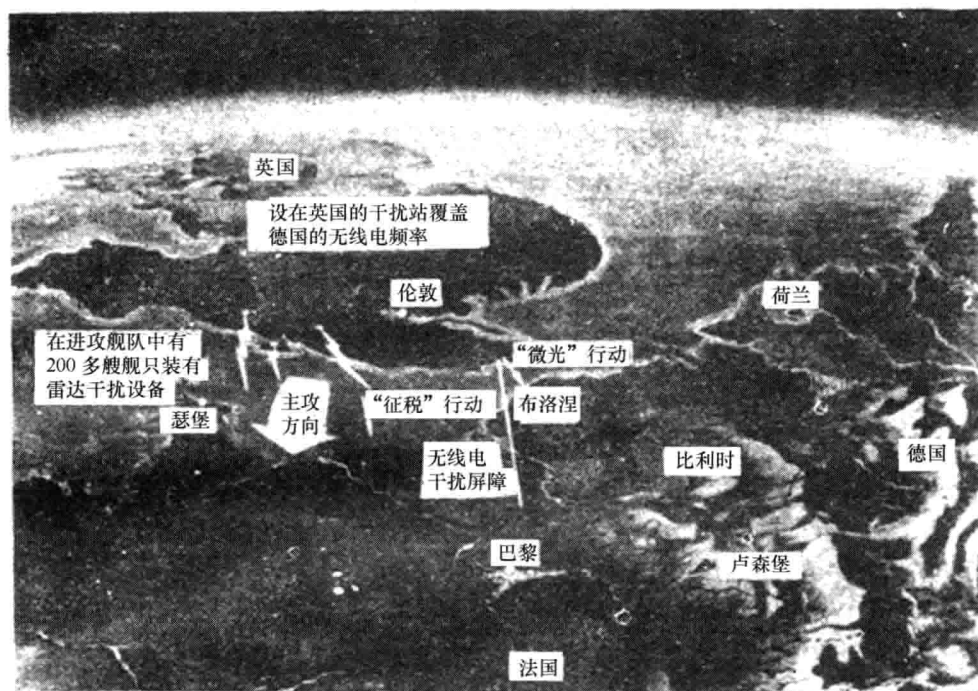 英国
设在英国的干扰站覆盖
德国的无线电频率
伦敦
荷兰
在进攻舰队中有
200多艘舰只装有
雷达干扰设备
“微光”行动
瑟堡
主攻
方向
“征税”行动
布洛涅
无线电
干扰屏障
比利时
德国
巴黎
卢森堡
法国